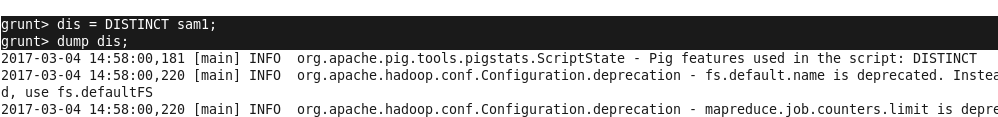 grunt> dis = DISTINCT sam1;
grunt> dump dis;
2017-03-04 14:58:00,181 [main] INFO  org.apache.pig.tools.pigstats.ScriptState - Pig features used in the script: DISTINCT
2017-03-04 14:58:00,220 [main] INFO  org.apache.hadoop.conf.Configuration.deprecation - fs.default.name is deprecated. Instea
d, use fs.defaultFS
2017-03-04 14:58:00,220 [main] INFO  org.apache.hadoop.conf.Configuration.deprecation - mapreduce.job.counters.limit is depre